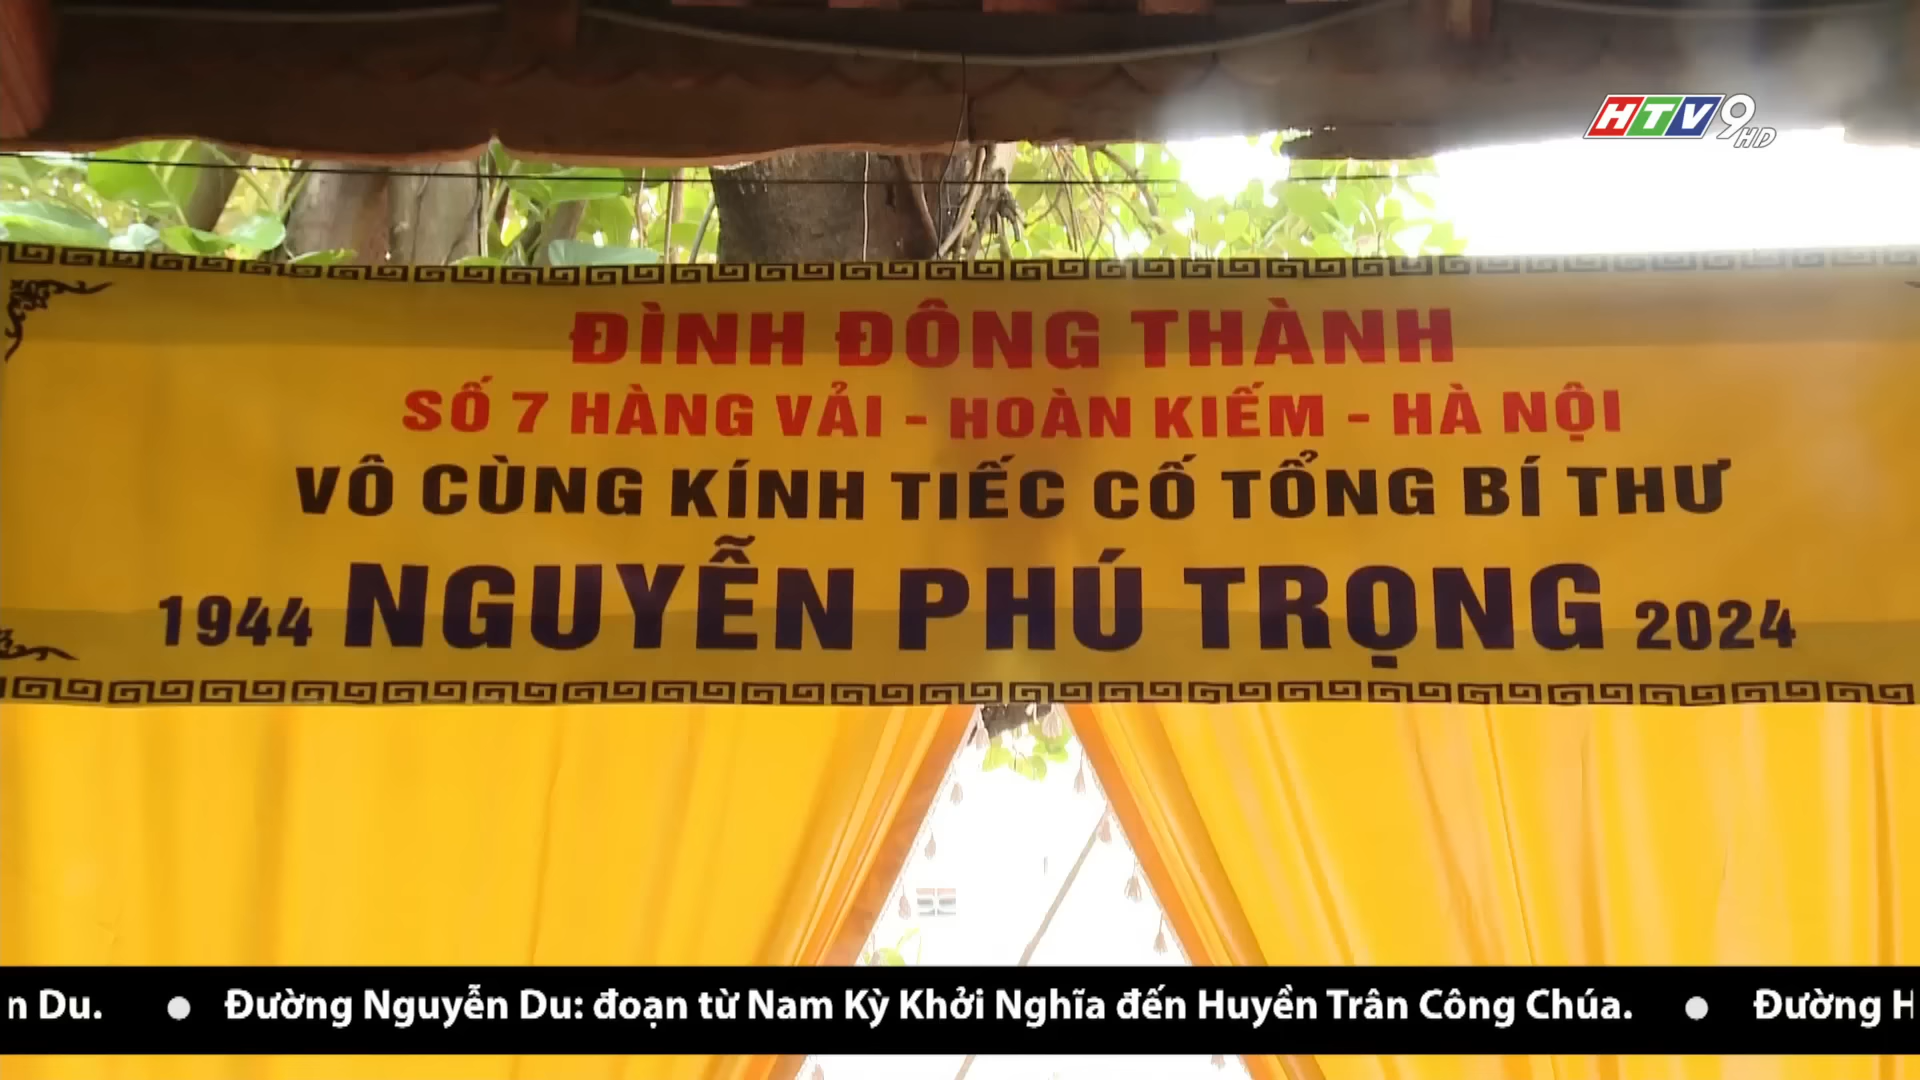 HTV9 HD
ĐÌNH ĐÔNG THÀNH
SỐ 7 HÀNG VẢI - HOÀN KIẾM - HÀ NỘI
VÔ CÙNG KÍNH TIẾC CỐ TỔNG BÍ THƯ
1944 NGUYỄN PHÚ TRỌNG 2024
n Du. ● Đường Nguyễn Du: đoạn từ Nam Kỳ Khởi Nghĩa đến Huyền Trân Công Chúa. ● Đường H